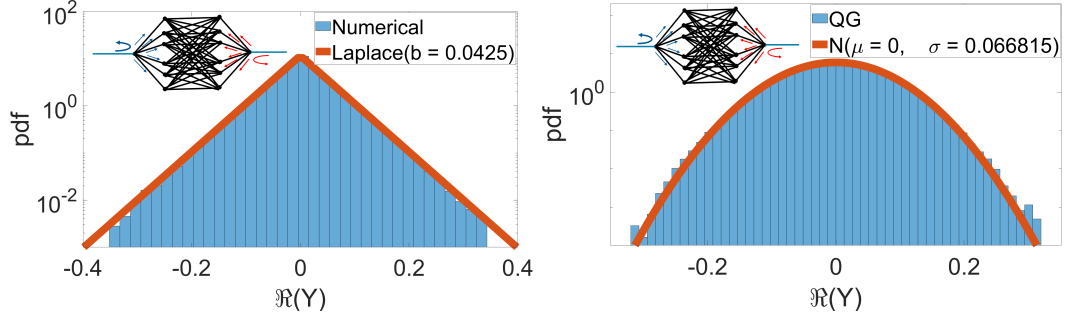 Numerical
Laplace(b = 0.0425)
10²
10⁰
10⁻²
pdf
-0.4 -0.2 0 0.2 0.4
ℜ(Y)
QG
N(μ = 0, σ = 0.066815)
10⁰
pdf
-0.2 0 0.2
ℜ(Y)